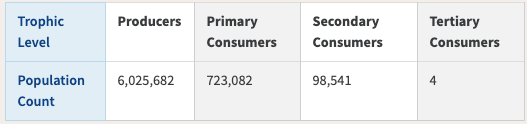 Trophic Level Producers Primary Consumers Secondary Consumers Tertiary Consumers
Population Count 6,025,682 723,082 98,541 4